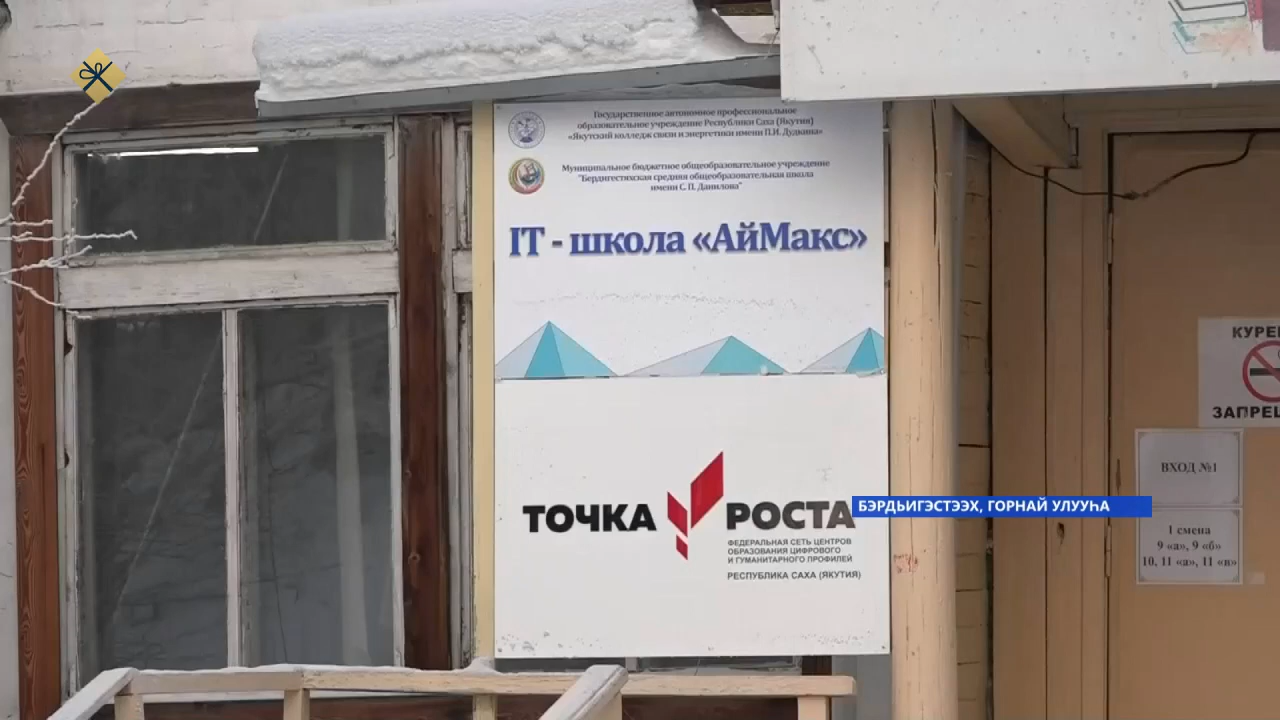 Государственное автономное профессиональное
образовательное учреждение Республики Саха (Якутия)
«Якутский колледж связи и энергетики имени П.И. Дудкина»
Муниципальное бюджетное общеобразовательное учреждение
"Бердигестяхская средняя общеобразовательная школа
имени С. П. Данилова"
IT - школа «АйМакс»
ТОЧКА РОСТА
ФЕДЕРАЛЬНАЯ СЕТЬ ЦЕНТРОВ
ОБРАЗОВАНИЯ ЦИФРОВОГО
И ГУМАНИТАРНОГО ПРОФИЛЕЙ
РЕСПУБЛИКА САХА (ЯКУТИЯ)
БЭРДЬИГЭСТЭЭХ, ГОРНАЙ УЛУУҺА
КУРЕ
ЗАПРЕЩ
ВХОД №1
1 смена
9 «а», 9 «б»
10, 11 «а», 11 «в»